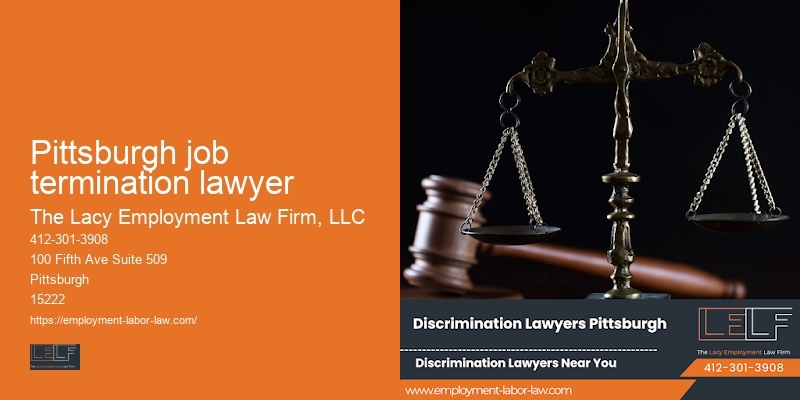 Pittsburgh job
termination lawyer
The Lacy Employment Law Firm, LLC
412-301-3908
100 Fifth Ave Suite 509
Pittsburgh
15222
https://employment-labor-law.com/
LELF
The Lacy Employment Law Firm
Discrimination Lawyers Pittsburgh
Discrimination Lawyers Near You
www.employment-labor-law.com
LELF
The Lacy Employment Law Firm
412-301-3908